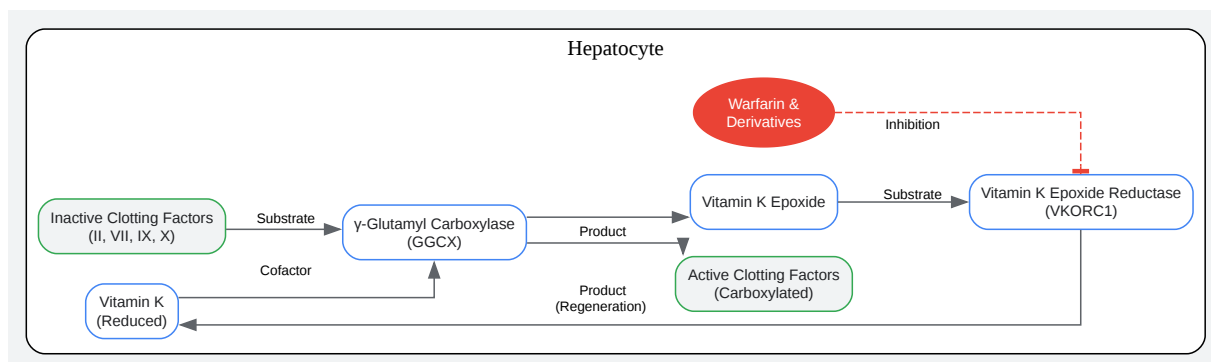 Hepatocyte
Warfarin &
Derivatives
Inhibition
Inactive Clotting Factors
(II, VII, IX, X)
Substrate
γ-Glutamyl Carboxylase
(GGCX)
Product
Vitamin K Epoxide
Substrate
Vitamin K Epoxide Reductase
(VKORC1)
Active Clotting Factors
(Carboxylated)
Cofactor
Vitamin K
(Reduced)
Product
(Regeneration)